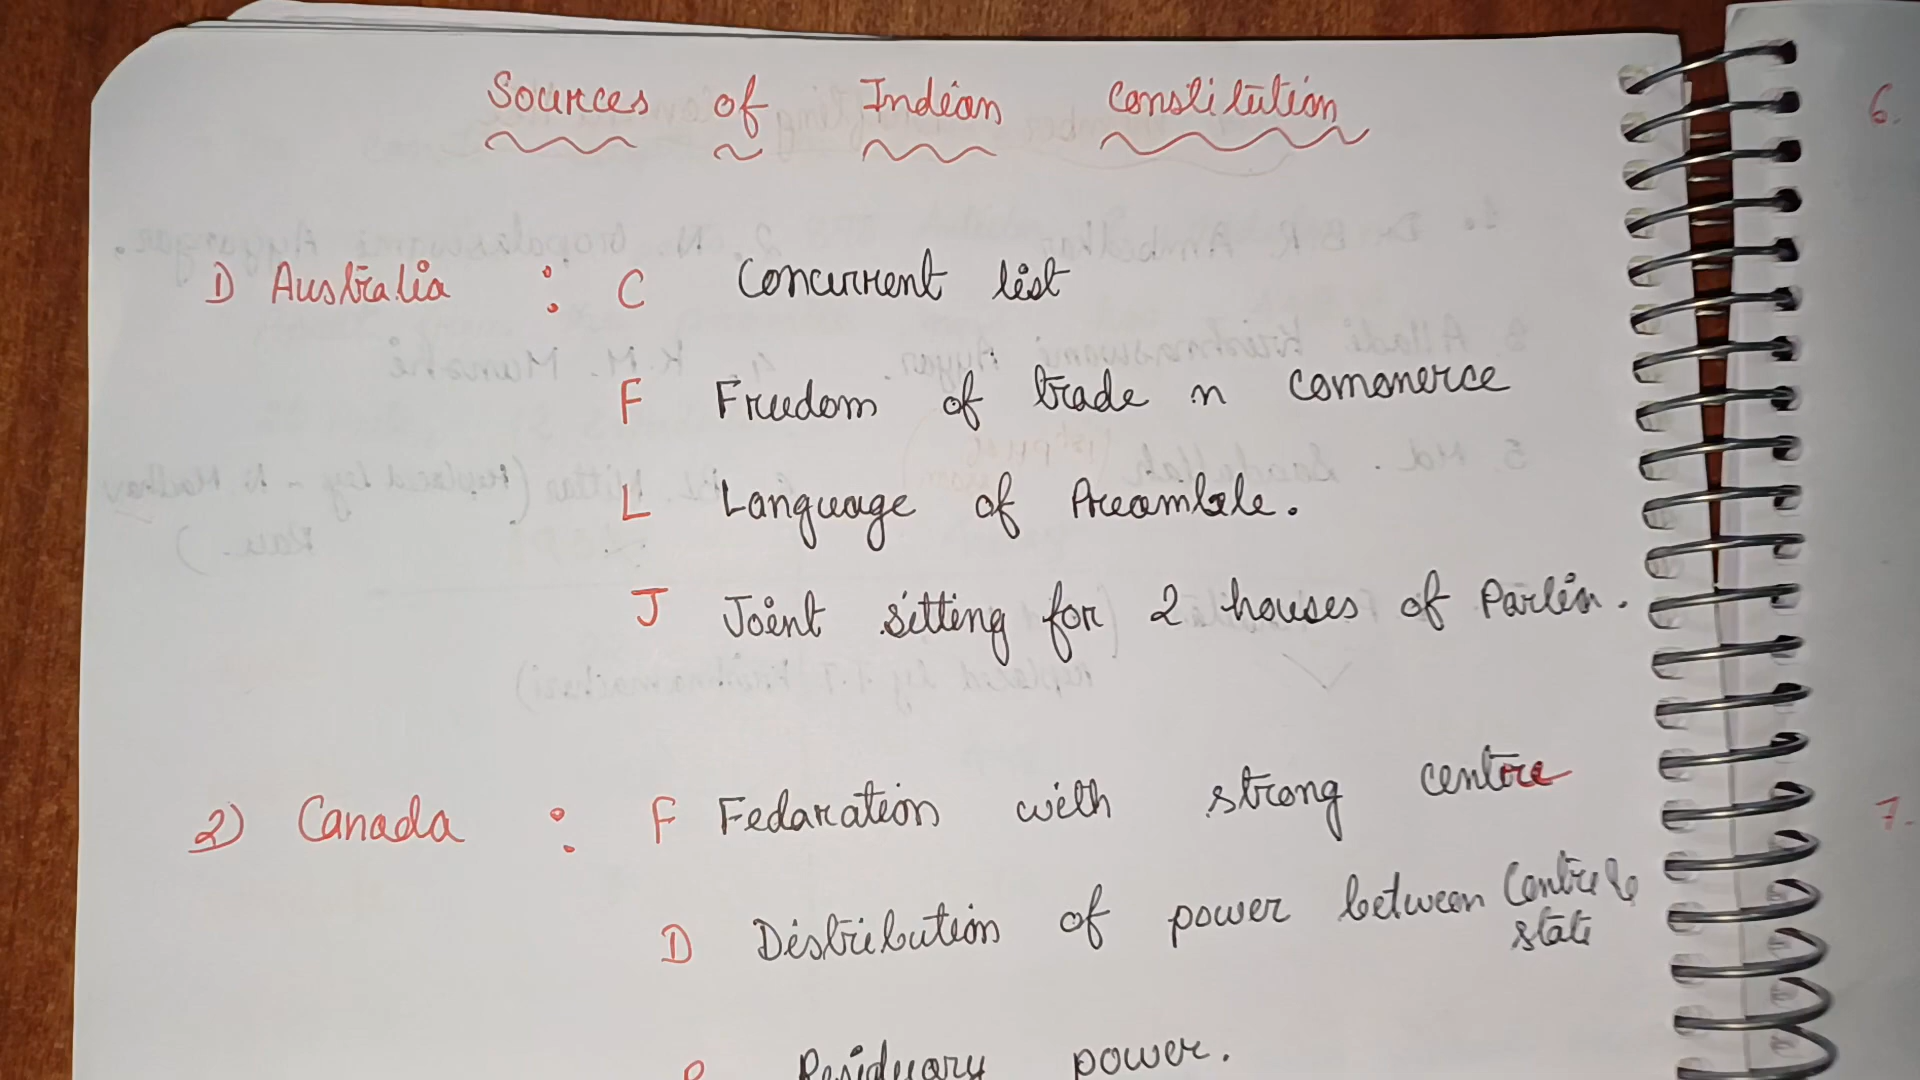 Sources of Indian constitution
1) Australia : C Concurrent list
F Freedom of trade n commerce
L Language of Preamble.
J Joint sitting for 2 houses of Parlia.
2) Canada : F Fedaration with strong centre
D Distribution of power between Centre &
state
R Residuary power.
6.
7.